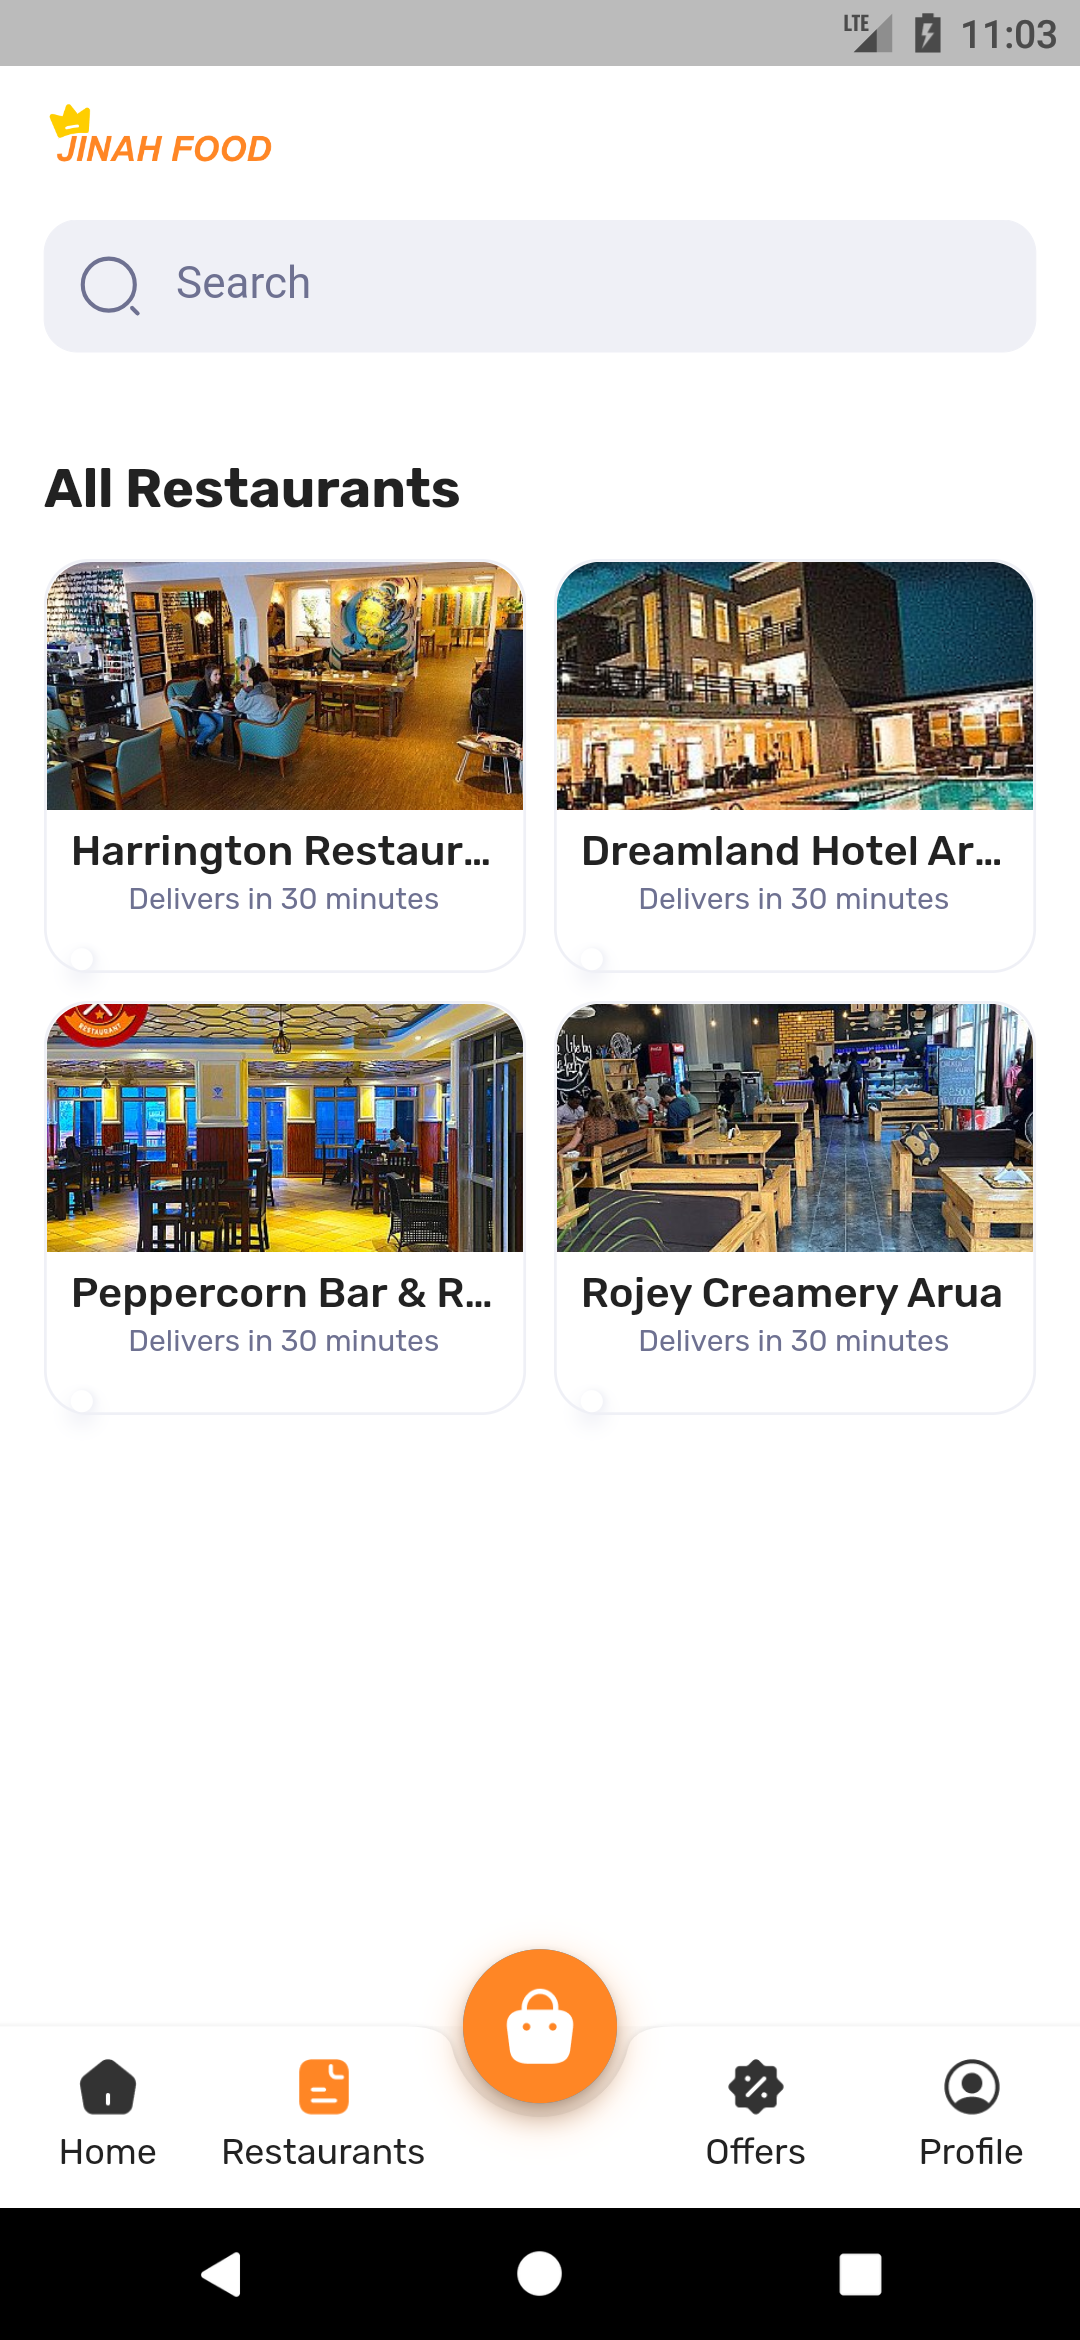 LTE 11:03
JINAH FOOD
Search
All Restaurants
Harrington Restaur...
Delivers in 30 minutes
Dreamland Hotel Ar...
Delivers in 30 minutes
RESTAURANT
Peppercorn Bar & R...
Delivers in 30 minutes
Rojey Creamery Arua
Delivers in 30 minutes
Home
Restaurants
Offers
Profile